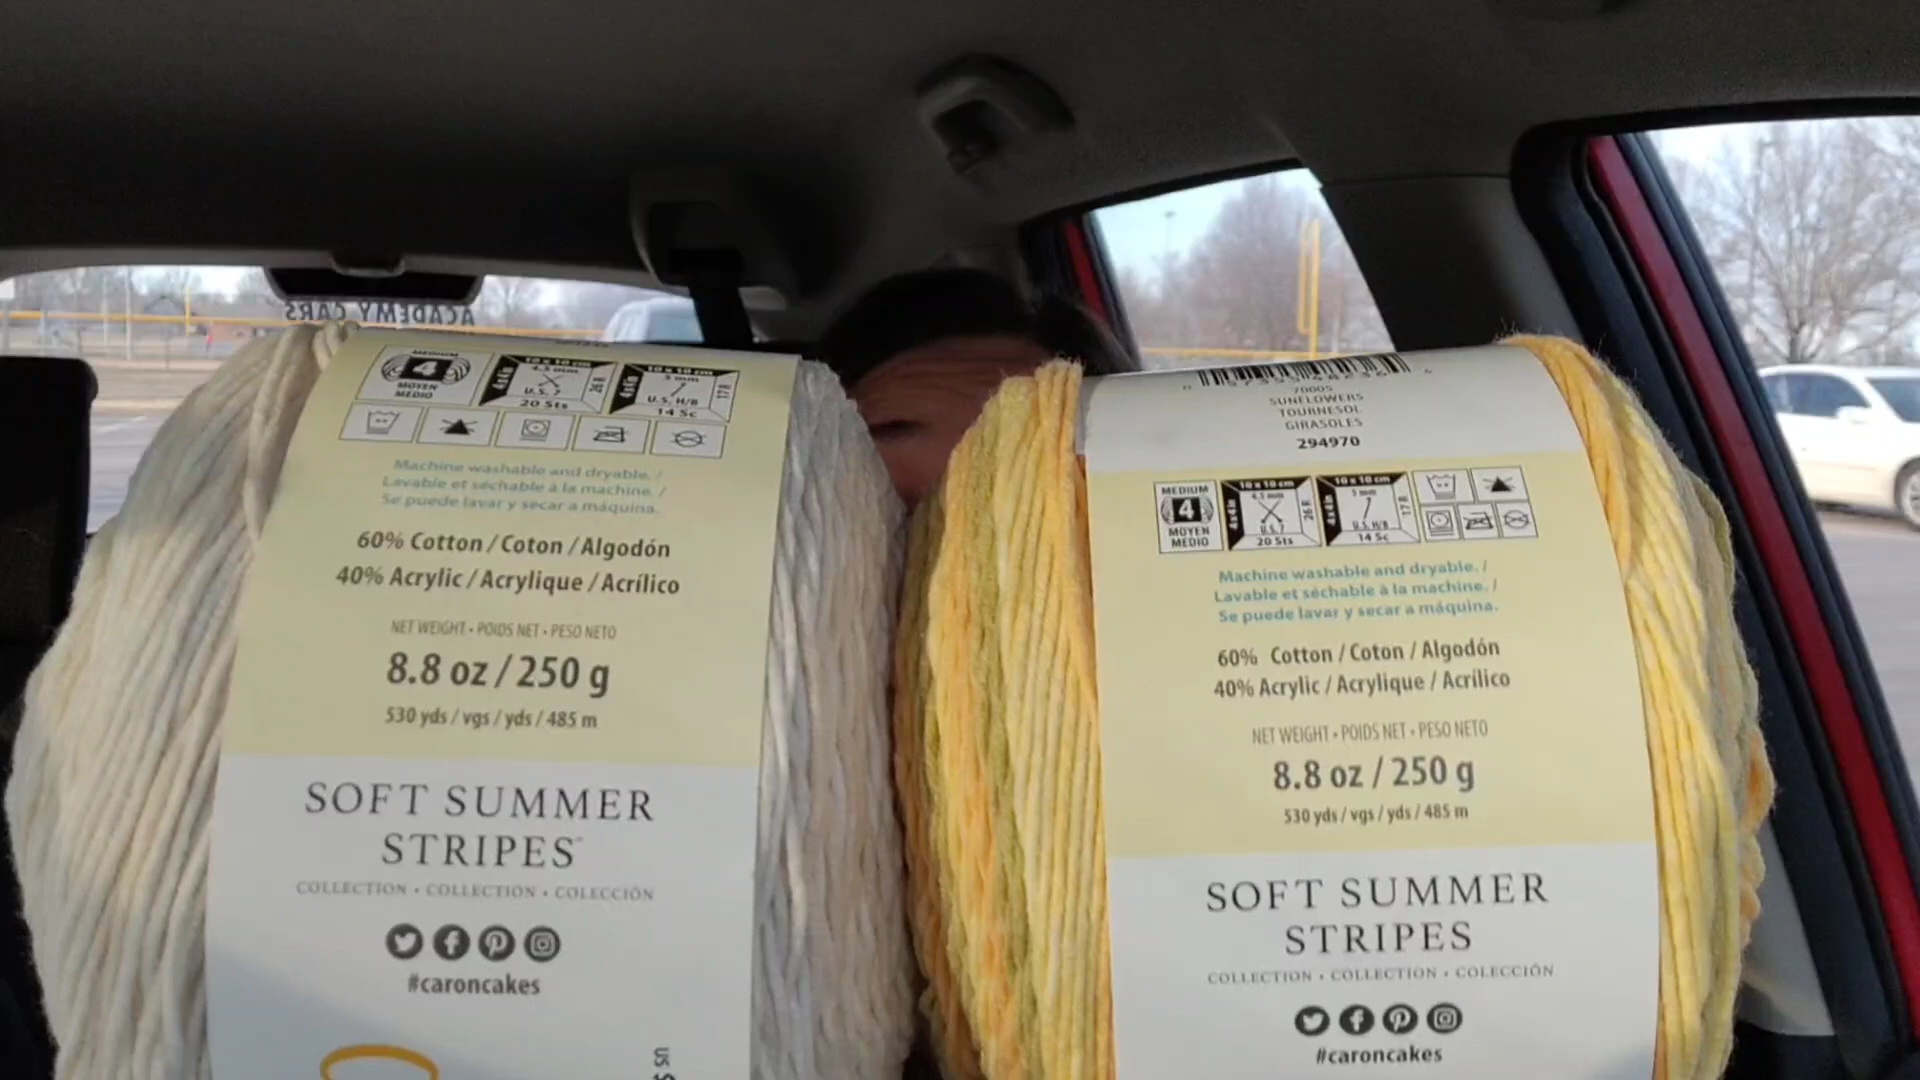 ACADEMY CARS
MEDIUM
4
MOYEN
MEDIO
10 x 10 cm
4x4in
4.5 mm
U.S. 7
26 R
20 Sts
10 x 10 cm
4x4in
5 mm
U.S. H/8
17 R
14 Sc
Machine washable and dryable. /
Lavable et séchable à la machine. /
Se puede lavar y secar a máquina.
60% Cotton / Coton / Algodón
40% Acrylic / Acrylique / Acrílico
NET WEIGHT • POIDS NET • PESO NETO
8.8 oz / 250 g
530 yds / vgs / yds / 485 m
SOFT SUMMER
STRIPES™
COLLECTION • COLLECTION • COLECCIÓN
#caroncakes
US
70005
SUNFLOWERS
TOURNESOL
GIRASOLES
294970
MEDIUM
4
MOYEN
MEDIO
10 x 10 cm
4x4in
4.5 mm
U.S. 7
26 R
20 Sts
10 x 10 cm
4x4in
5 mm
U.S. H/8
17 R
14 Sc
Machine washable and dryable. /
Lavable et séchable à la machine. /
Se puede lavar y secar a máquina.
60% Cotton / Coton / Algodón
40% Acrylic / Acrylique / Acrílico
NET WEIGHT • POIDS NET • PESO NETO
8.8 oz / 250 g
530 yds / vgs / yds / 485 m
SOFT SUMMER
STRIPES
COLLECTION • COLLECTION • COLECCIÓN
#caroncakes